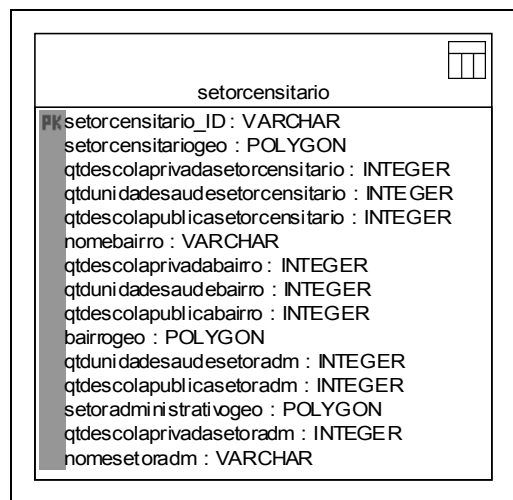 setorcensitario
PK setorcensitario_ID : VARCHAR
setorcensitariogeo : POLYGON
qtdescolaprivadasetorcensitario : INTEGER
qtdunidadesaudesetorcensitario : INTEGER
qtdescolapublicasetorcensitario : INTEGER
nomebairro : VARCHAR
qtdescolaprivadabairro : INTEGER
qtdunidadesaudebairro : INTEGER
qtdescolapublicabairro : INTEGER
bairrogeo : POLYGON
qtdunidadesaudesetoradm : INTEGER
qtdescolapublicasetoradm : INTEGER
setoradministrativogeo : POLYGON
qtdescolaprivadasetoradm : INTEGER
nomesetoradm : VARCHAR